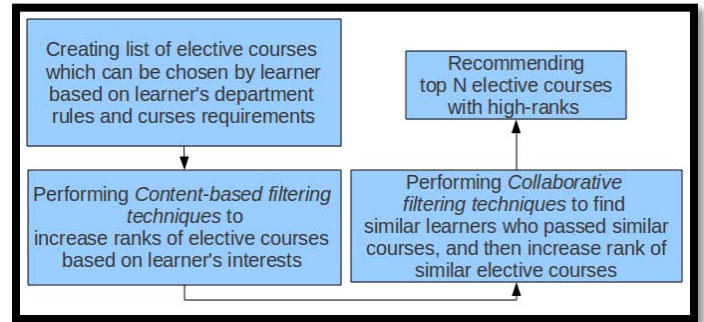 Creating list of elective courses
which can be chosen by learner
based on learner's department
rules and curses requirements
Performing Content-based filtering
techniques to
increase ranks of elective courses
based on learner's interests
Performing Collaborative
filtering techniques to find
similar learners who passed similar
courses, and then increase rank of
similar elective courses
Recommending
top N elective courses
with high-ranks